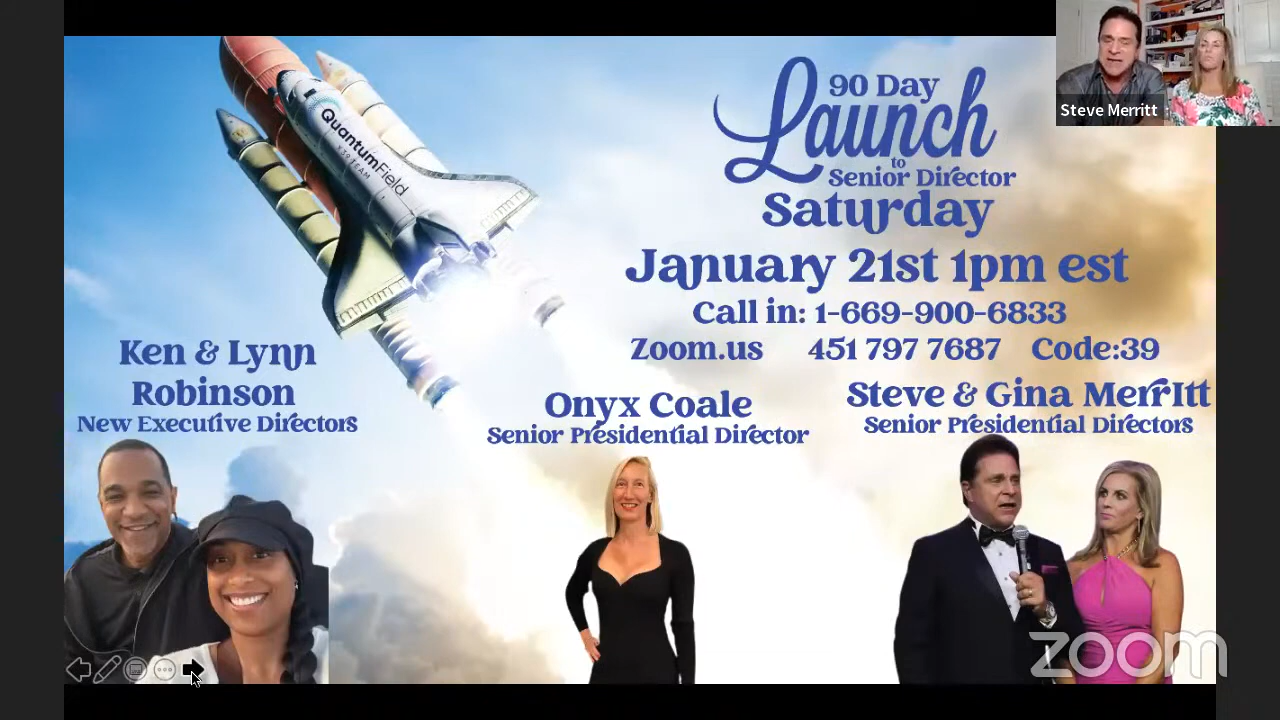 Steve Merritt
QuantumField
X39 TEAM
90 Day
Launch
to
Senior Director
Saturday
January 21st 1pm est
Call in: 1-669-900-6833
Zoom.us 451 797 7687 Code:39
Ken & Lynn
Robinson
New Executive Directors
Onyx Coale
Senior Presidential Director
Steve & Gina MerrItt
Senior Presidential Directors
zoom